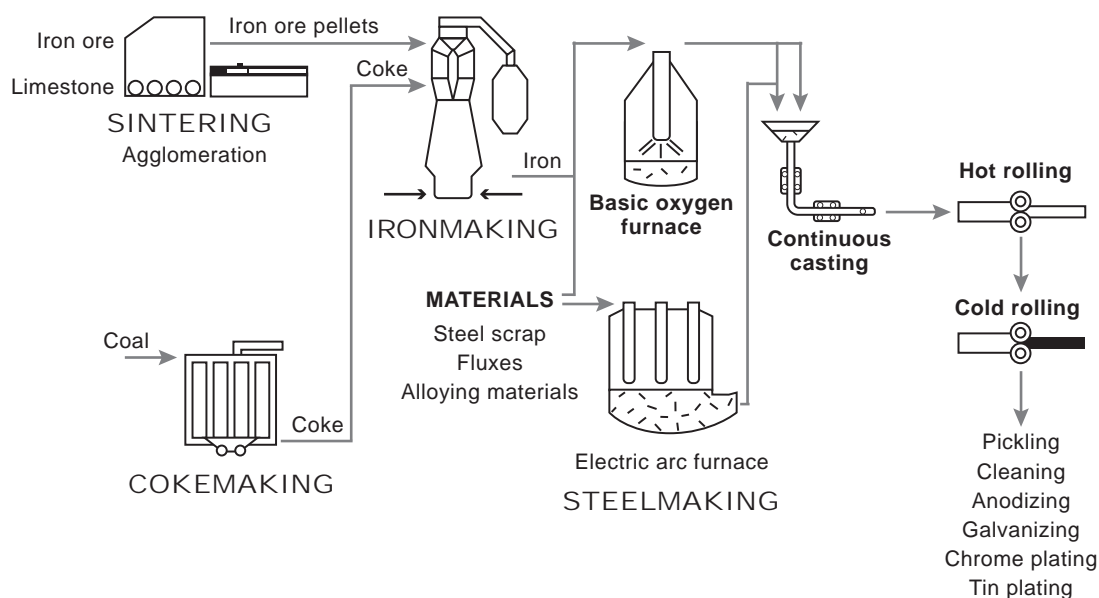 Iron ore
Limestone
SINTERING
Agglomeration
Iron ore pellets
Coke
Iron
IRONMAKING
Coal
Coke
COKEMAKING
MATERIALS
Steel scrap
Fluxes
Alloying materials
Basic oxygen
furnace
Electric arc furnace
STEELMAKING
Continuous
casting
Hot rolling
Cold rolling
Pickling
Cleaning
Anodizing
Galvanizing
Chrome plating
Tin plating